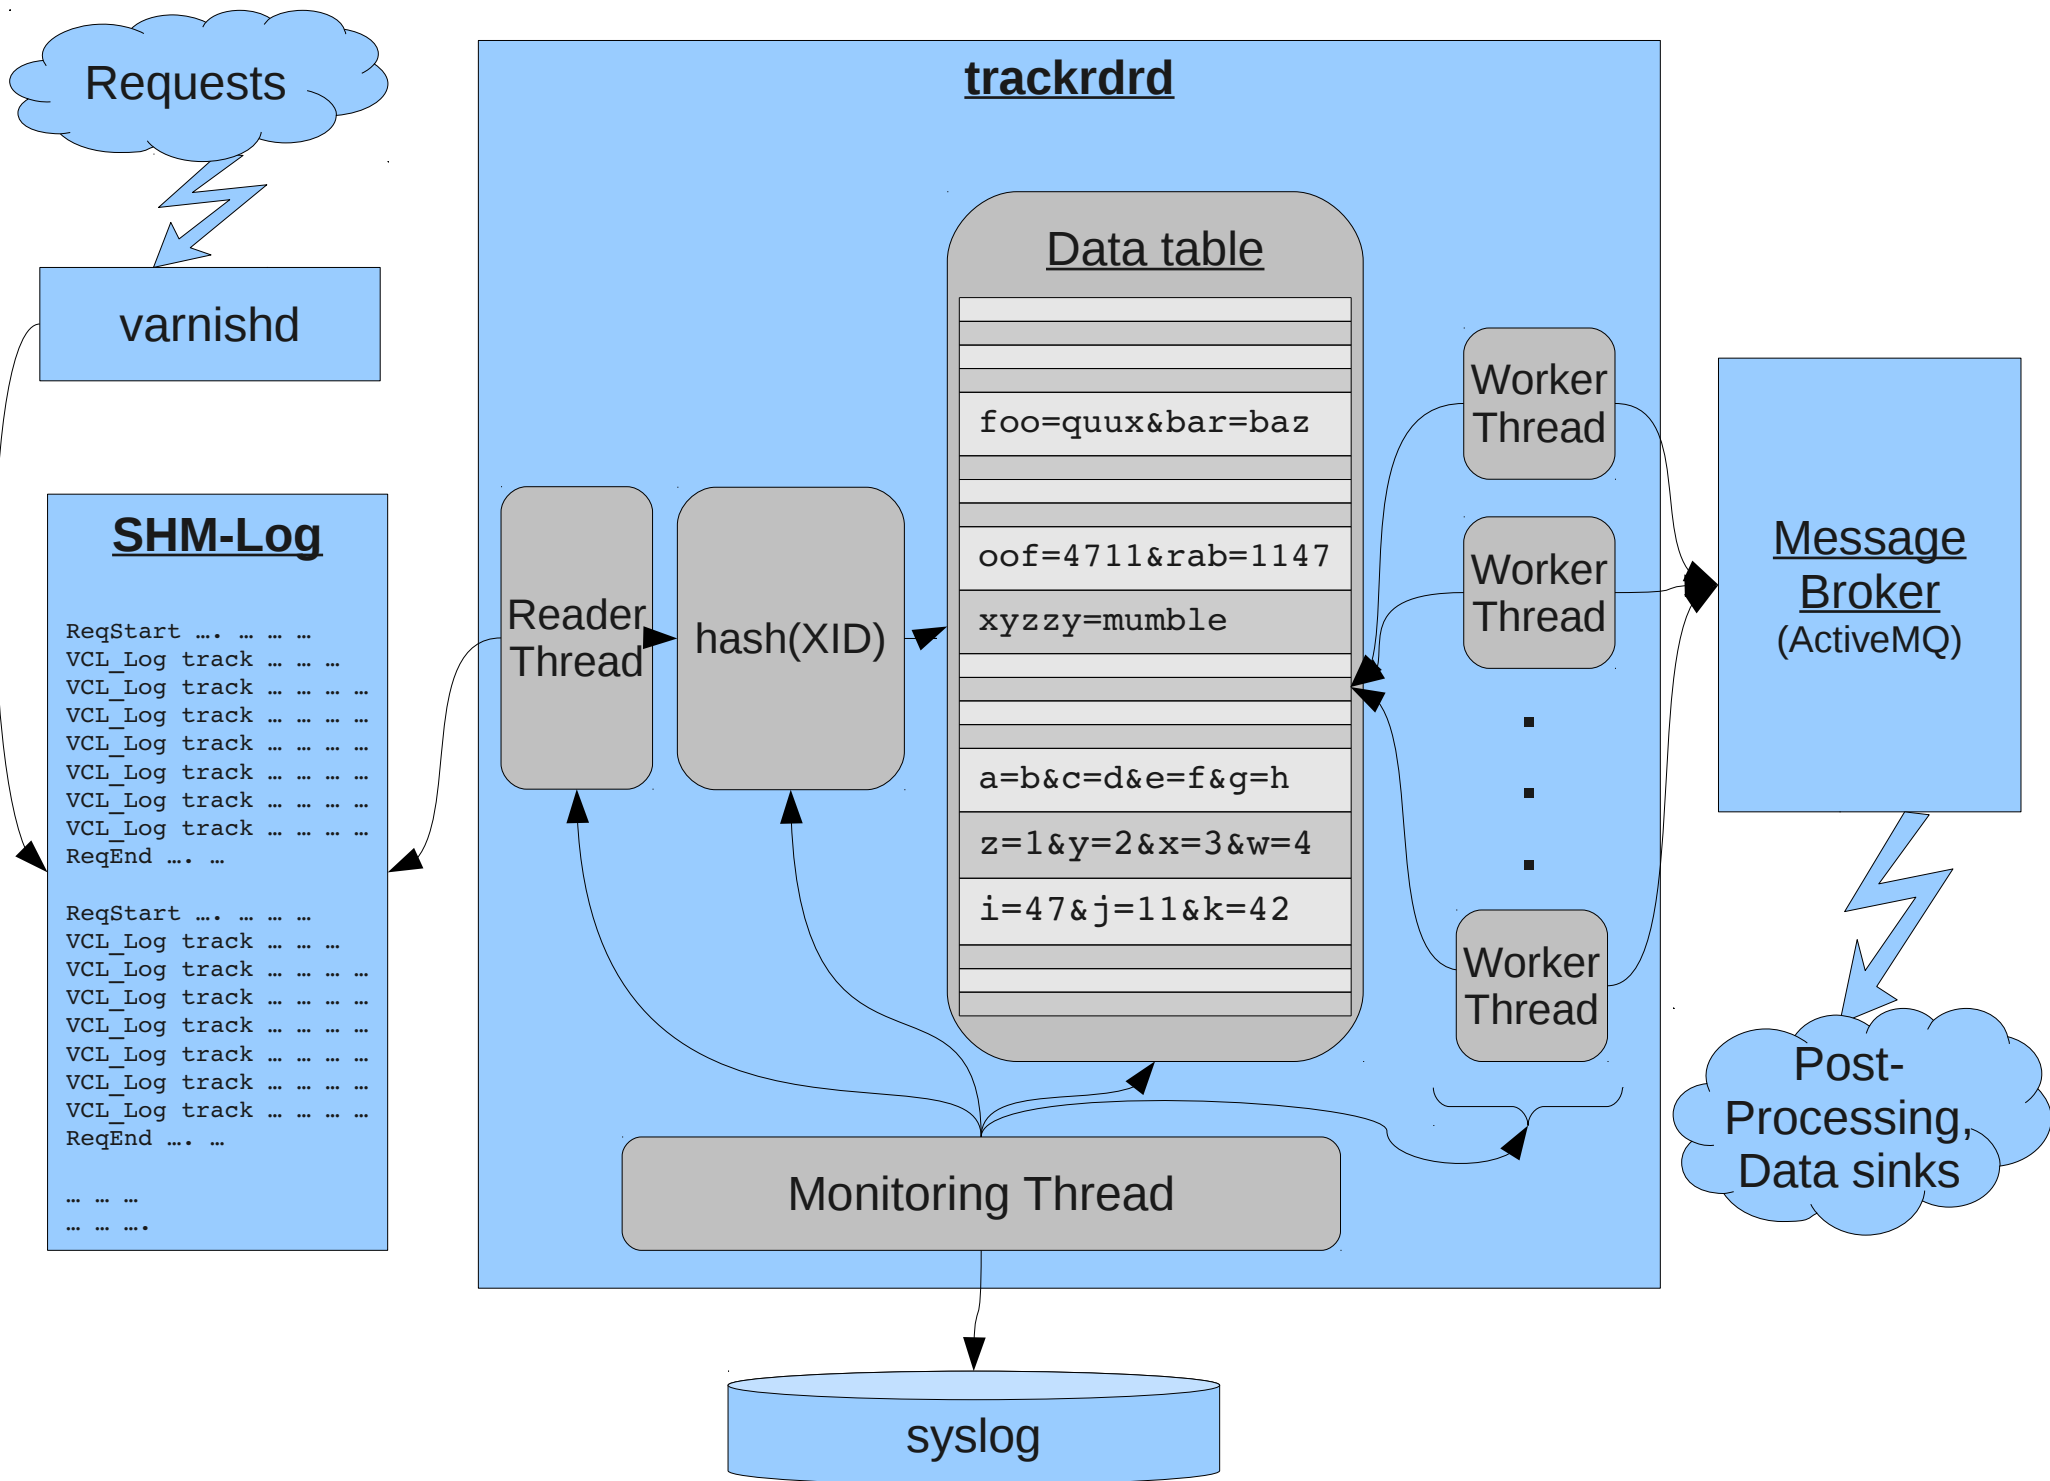 Requests
varnishd
SHM-Log
ReqStart …. … … …
VCL_Log track … … …
VCL_Log track … … … …
VCL_Log track … … … …
VCL_Log track … … … …
VCL_Log track … … … …
VCL_Log track … … … …
VCL_Log track … … … …
ReqEnd …. …
ReqStart …. … … …
VCL_Log track … … …
VCL_Log track … … … …
VCL_Log track … … … …
VCL_Log track … … … …
VCL_Log track … … … …
VCL_Log track … … … …
VCL_Log track … … … …
ReqEnd …. …
… … …
… … ….
trackrdrd
Reader
Thread
hash(XID)
Data table
foo=quux&bar=baz
oof=4711&rab=1147
xyzzy=mumble
a=b&c=d&e=f&g=h
z=1&y=2&x=3&w=4
i=47&j=11&k=42
Worker
Thread
Worker
Thread
Worker
Thread
Monitoring Thread
syslog
Message
Broker
(ActiveMQ)
Post-
Processing,
Data sinks